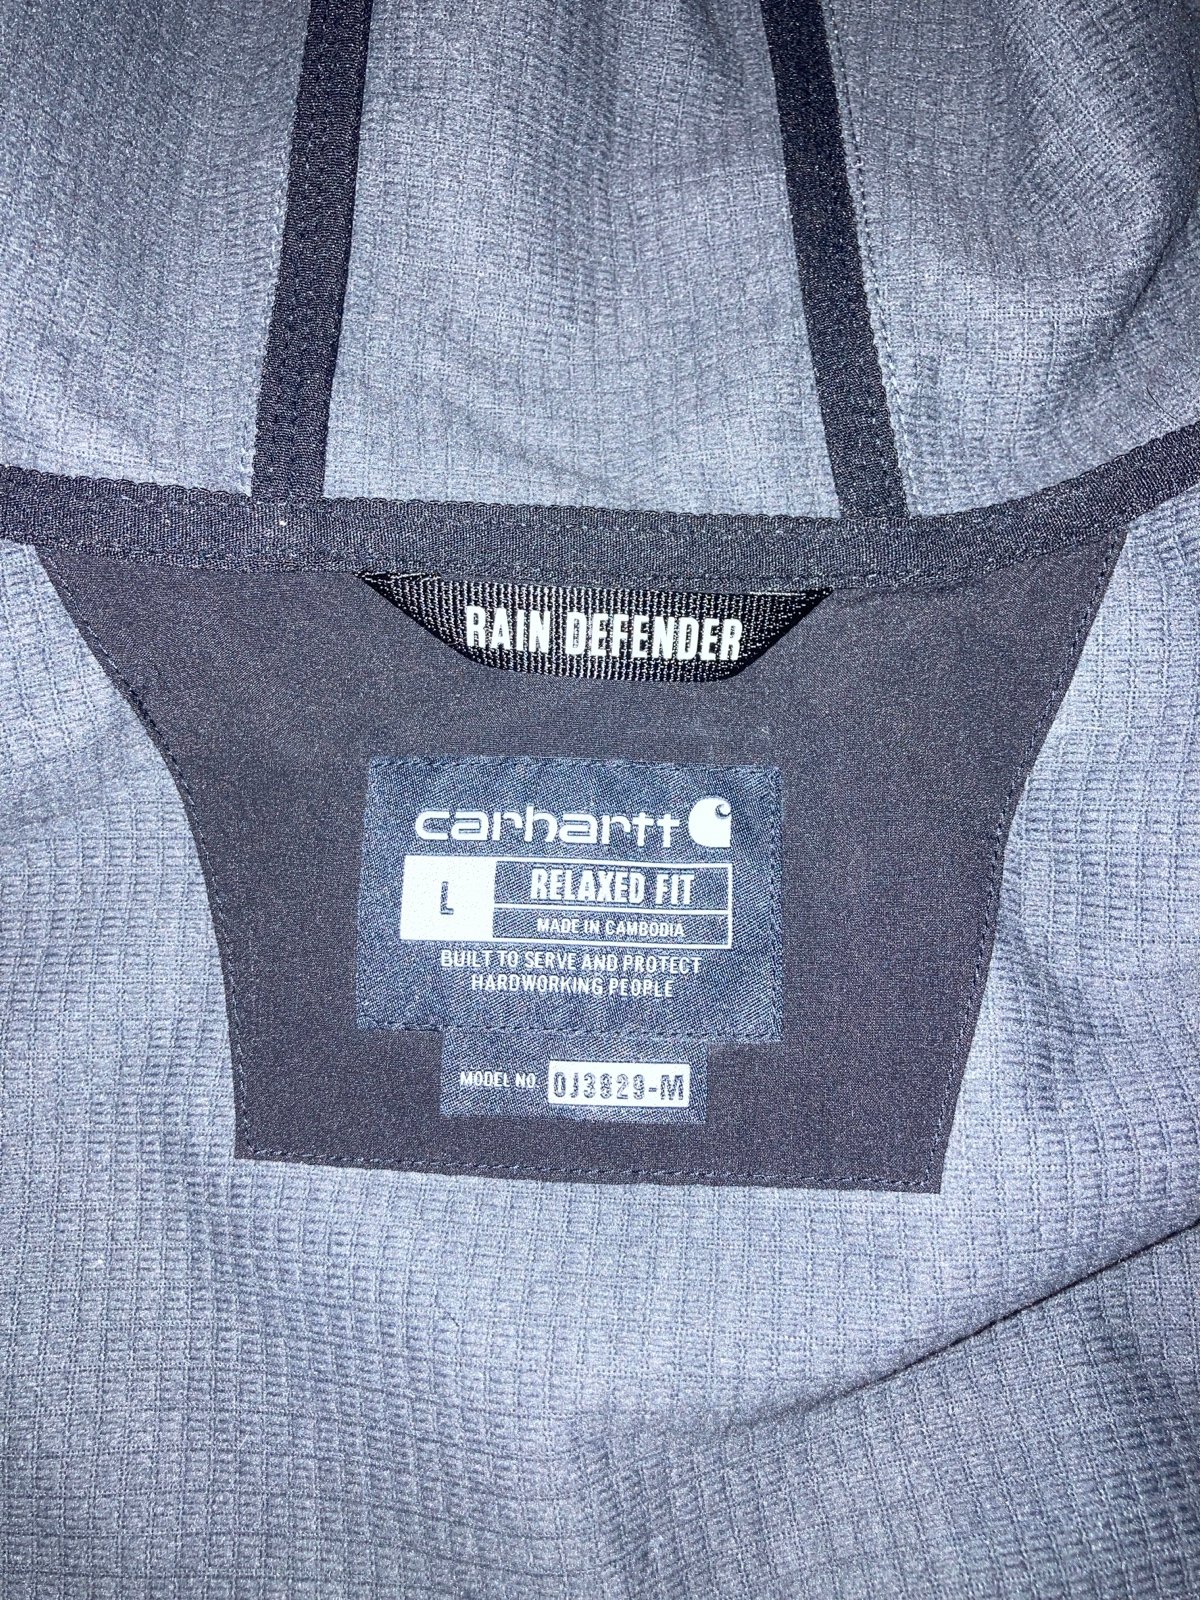 RAIN DEFENDER
carhartt
L
RELAXED FIT
MADE IN CAMBODIA
BUILT TO SERVE AND PROTECT
HARDWORKING PEOPLE
MODEL NO. OJ3829-M